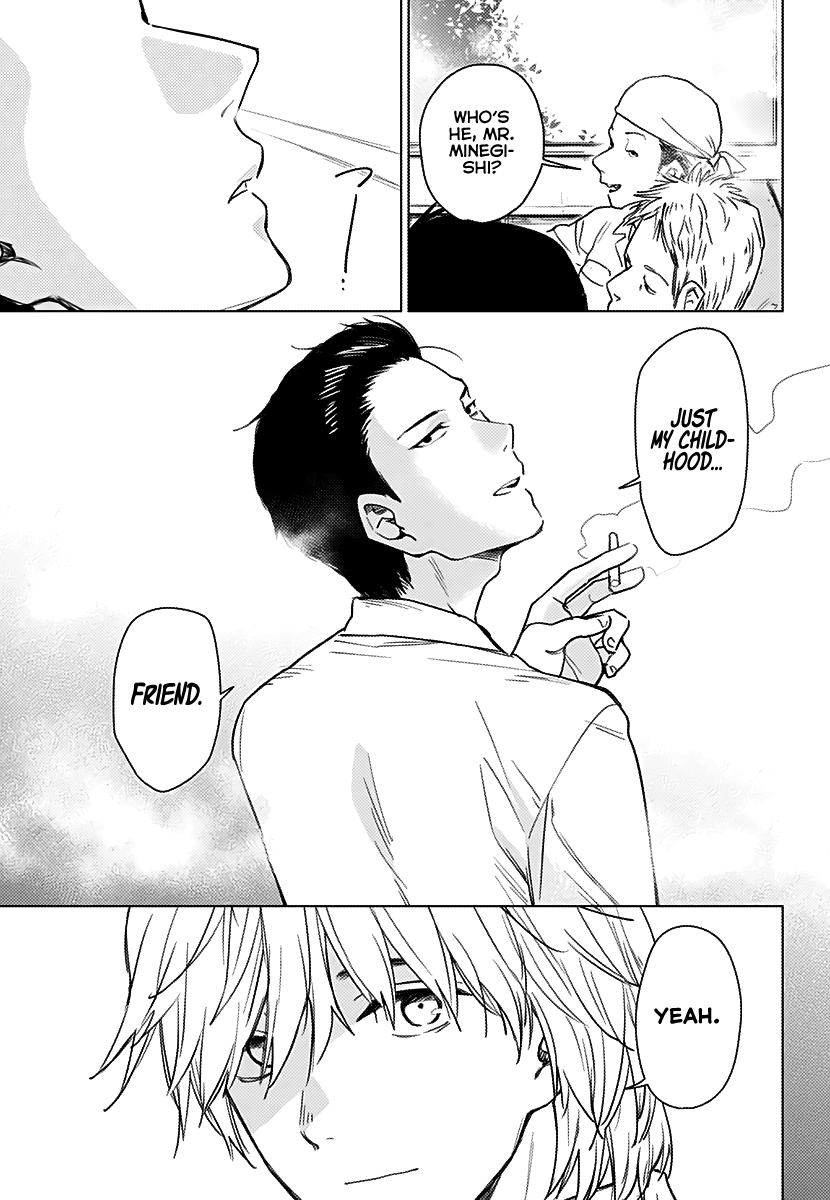 WHO'S
HE, MR.
MINEGI-
SHI?
JUST
MY CHILD-
HOOD...
FRIEND.
YEAH.